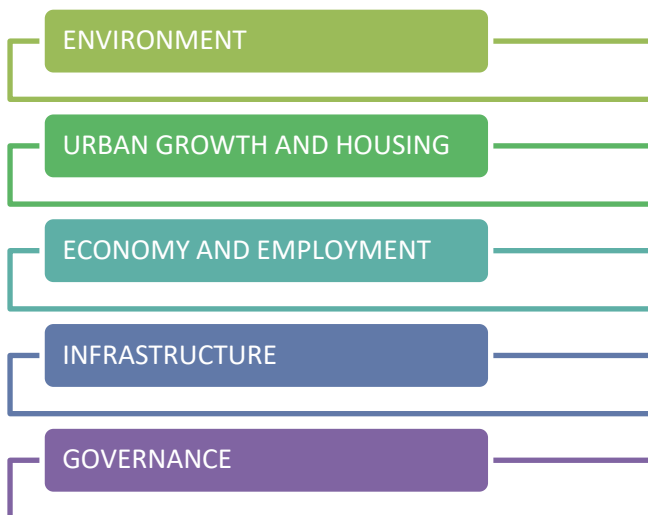 ENVIRONMENT
URBAN GROWTH AND HOUSING
ECONOMY AND EMPLOYMENT
INFRASTRUCTURE
GOVERNANCE